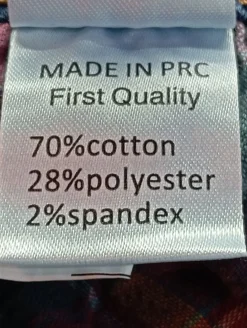 MADE IN PRC
First Quality
70%cotton
28%polyester
2%spandex